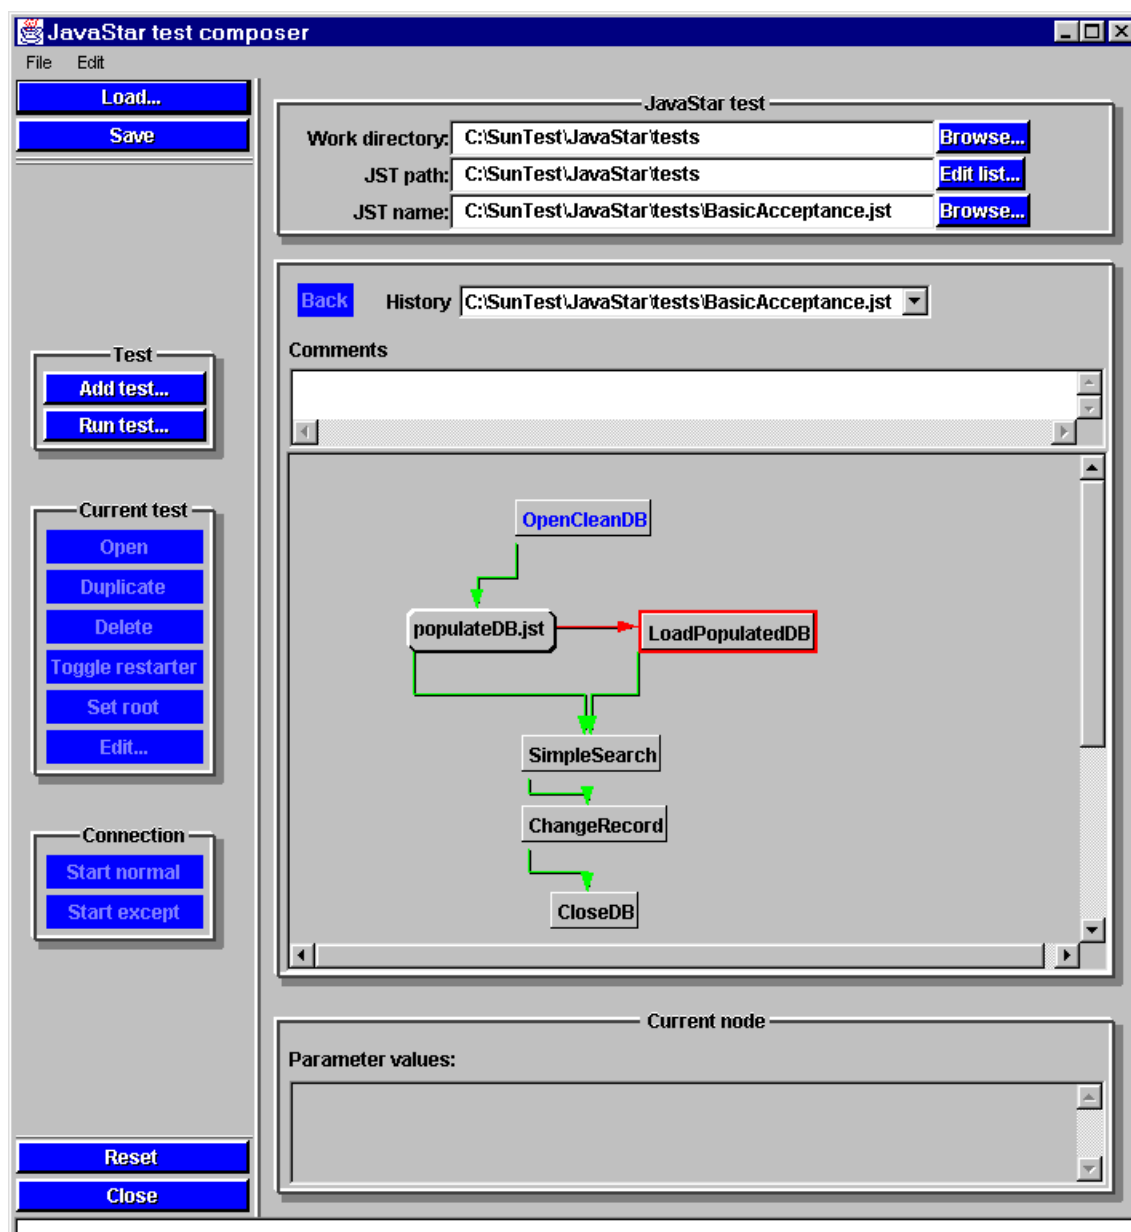 JavaStar test composer
File Edit
Load...
Save
JavaStar test
Work directory: C:\SunTest\JavaStar\tests Browse...
JST path: C:\SunTest\JavaStar\tests Edit list...
JST name: C:\SunTest\JavaStar\tests\BasicAcceptance.jst Browse...
Back History C:\SunTest\JavaStar\tests\BasicAcceptance.jst
Comments
Test
Add test...
Run test...
Current test
Open
Duplicate
Delete
Toggle restarter
Set root
Edit...
Connection
Start normal
Start except
OpenCleanDB
populateDB.jst LoadPopulatedDB
SimpleSearch
ChangeRecord
CloseDB
Current node
Parameter values:
Reset
Close